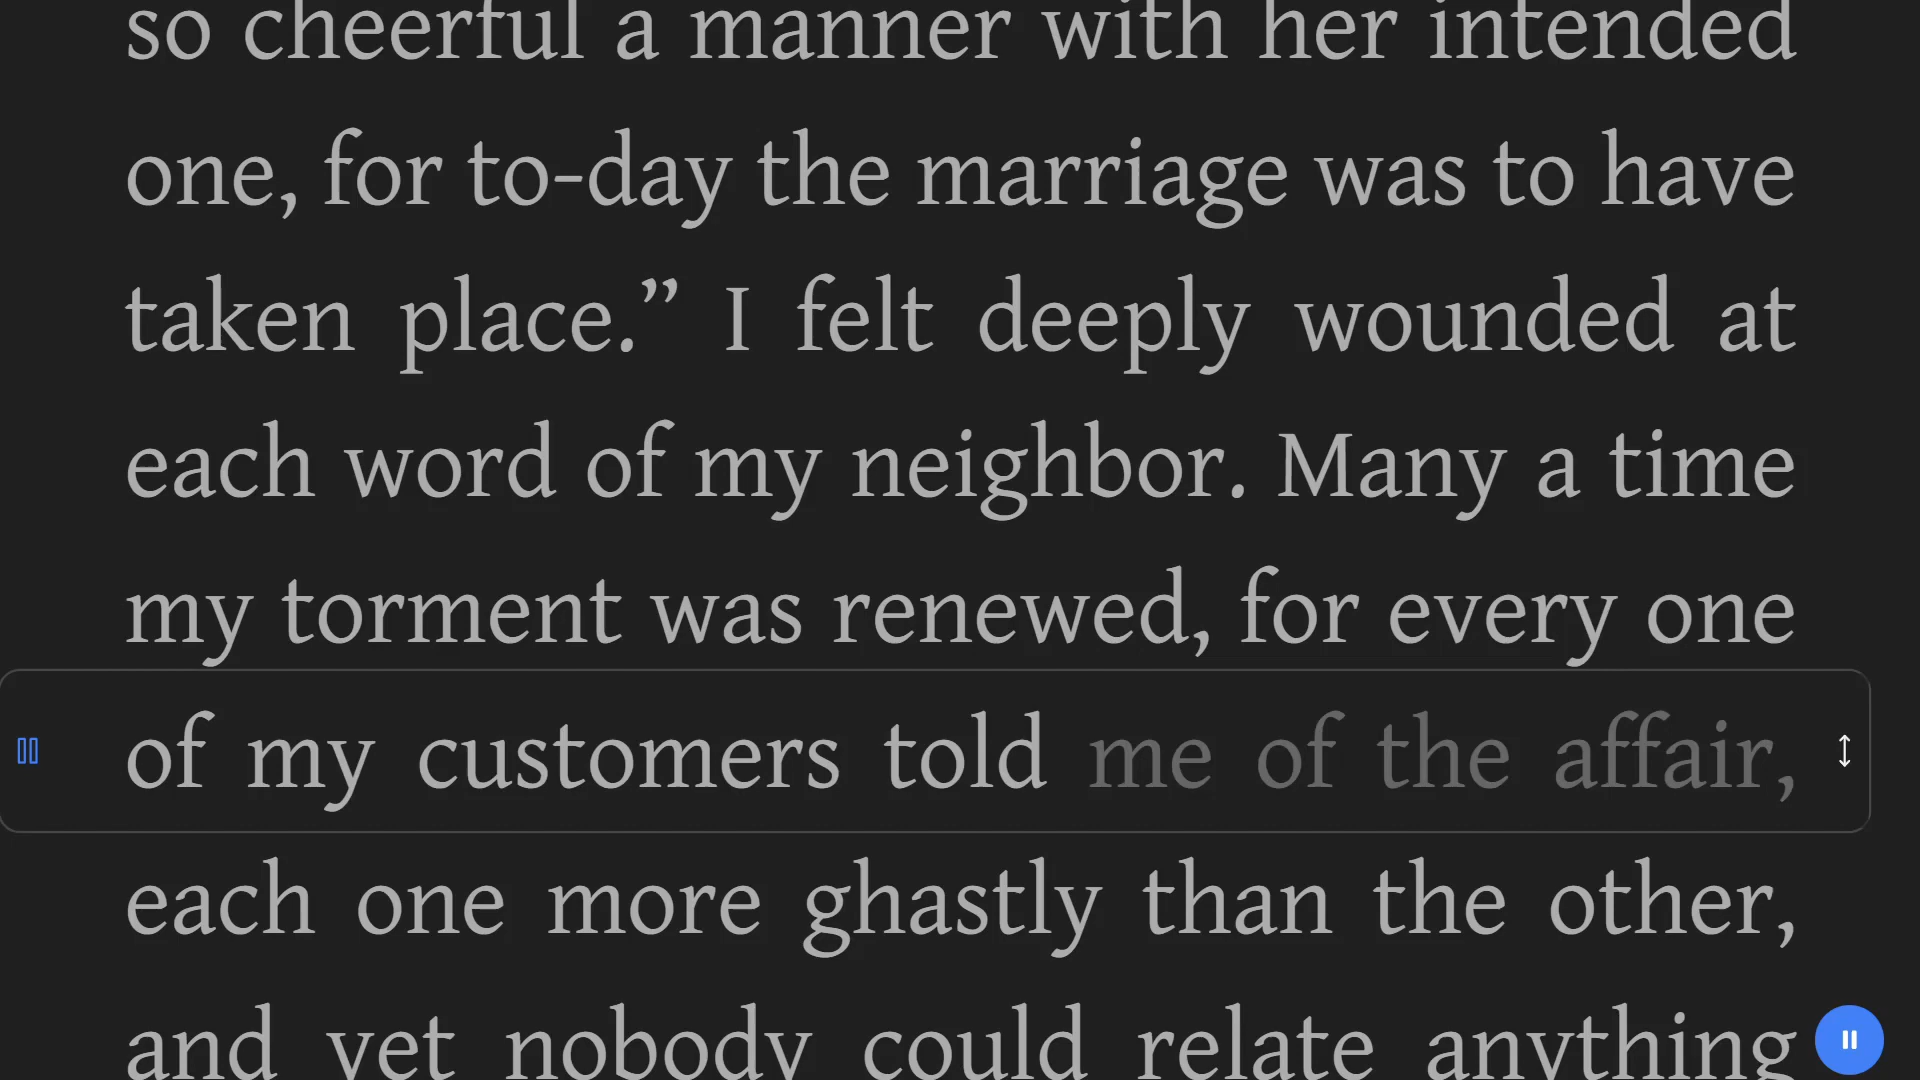 so cheerful a manner with her intended
one, for to-day the marriage was to have
taken place.” I felt deeply wounded at
each word of my neighbor. Many a time
my torment was renewed, for every one
of my customers told me of the affair,
each one more ghastly than the other,
and yet nobody could relate anything